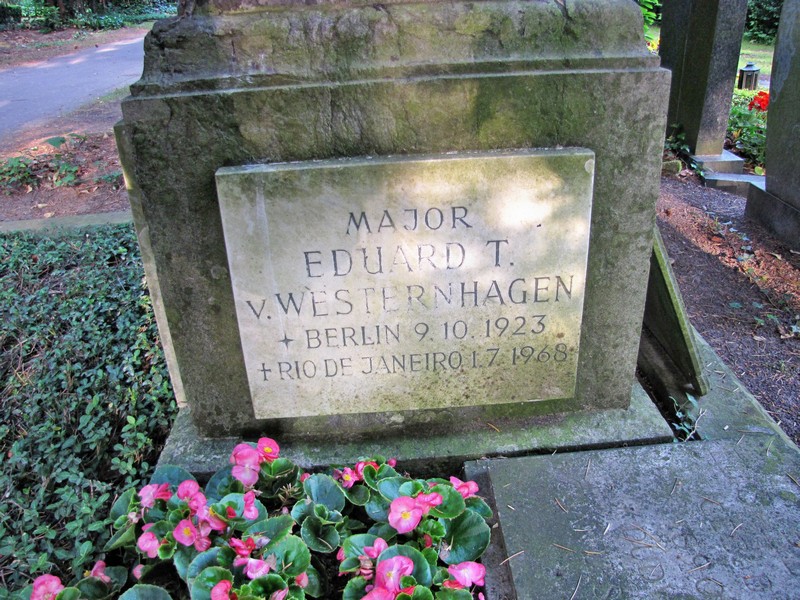 MAJOR
EDUARD T.
v. WESTERNHAGEN
✦ BERLIN 9.10.1923
✝ RIO DE JANEIRO 1.7.1968